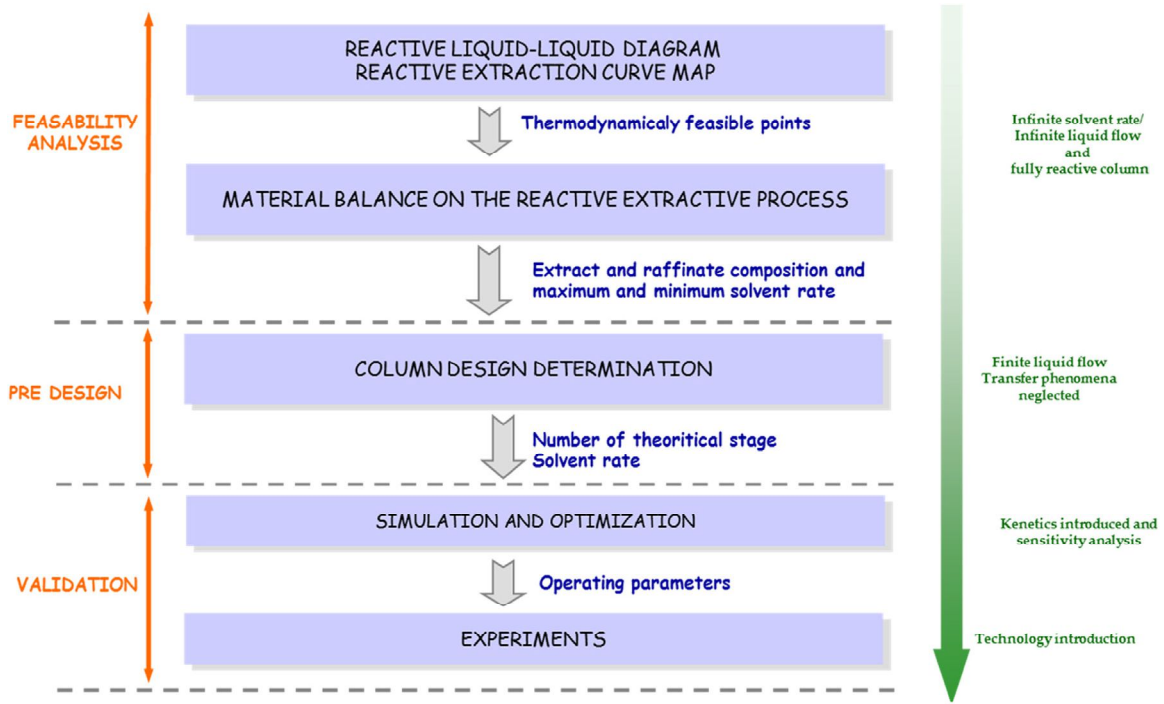 REACTIVE LIQUID-LIQUID DIAGRAM
REACTIVE EXTRACTION CURVE MAP
FEASABILITY
ANALYSIS
Thermodynamicaly feasible points
Infinite solvent rate/
Infinite liquid flow
and
fully reactive column
MATERIAL BALANCE ON THE REACTIVE EXTRACTIVE PROCESS
Extract and raffinate composition and
maximum and minimum solvent rate
COLUMN DESIGN DETERMINATION
PRE DESIGN
Finite liquid flow
Transfer phenomena
neglected
Number of theoritical stage
Solvent rate
SIMULATION AND OPTIMIZATION
Kenetics introduced and
sensitivity analysis
VALIDATION
Operating parameters
EXPERIMENTS
Technology introduction